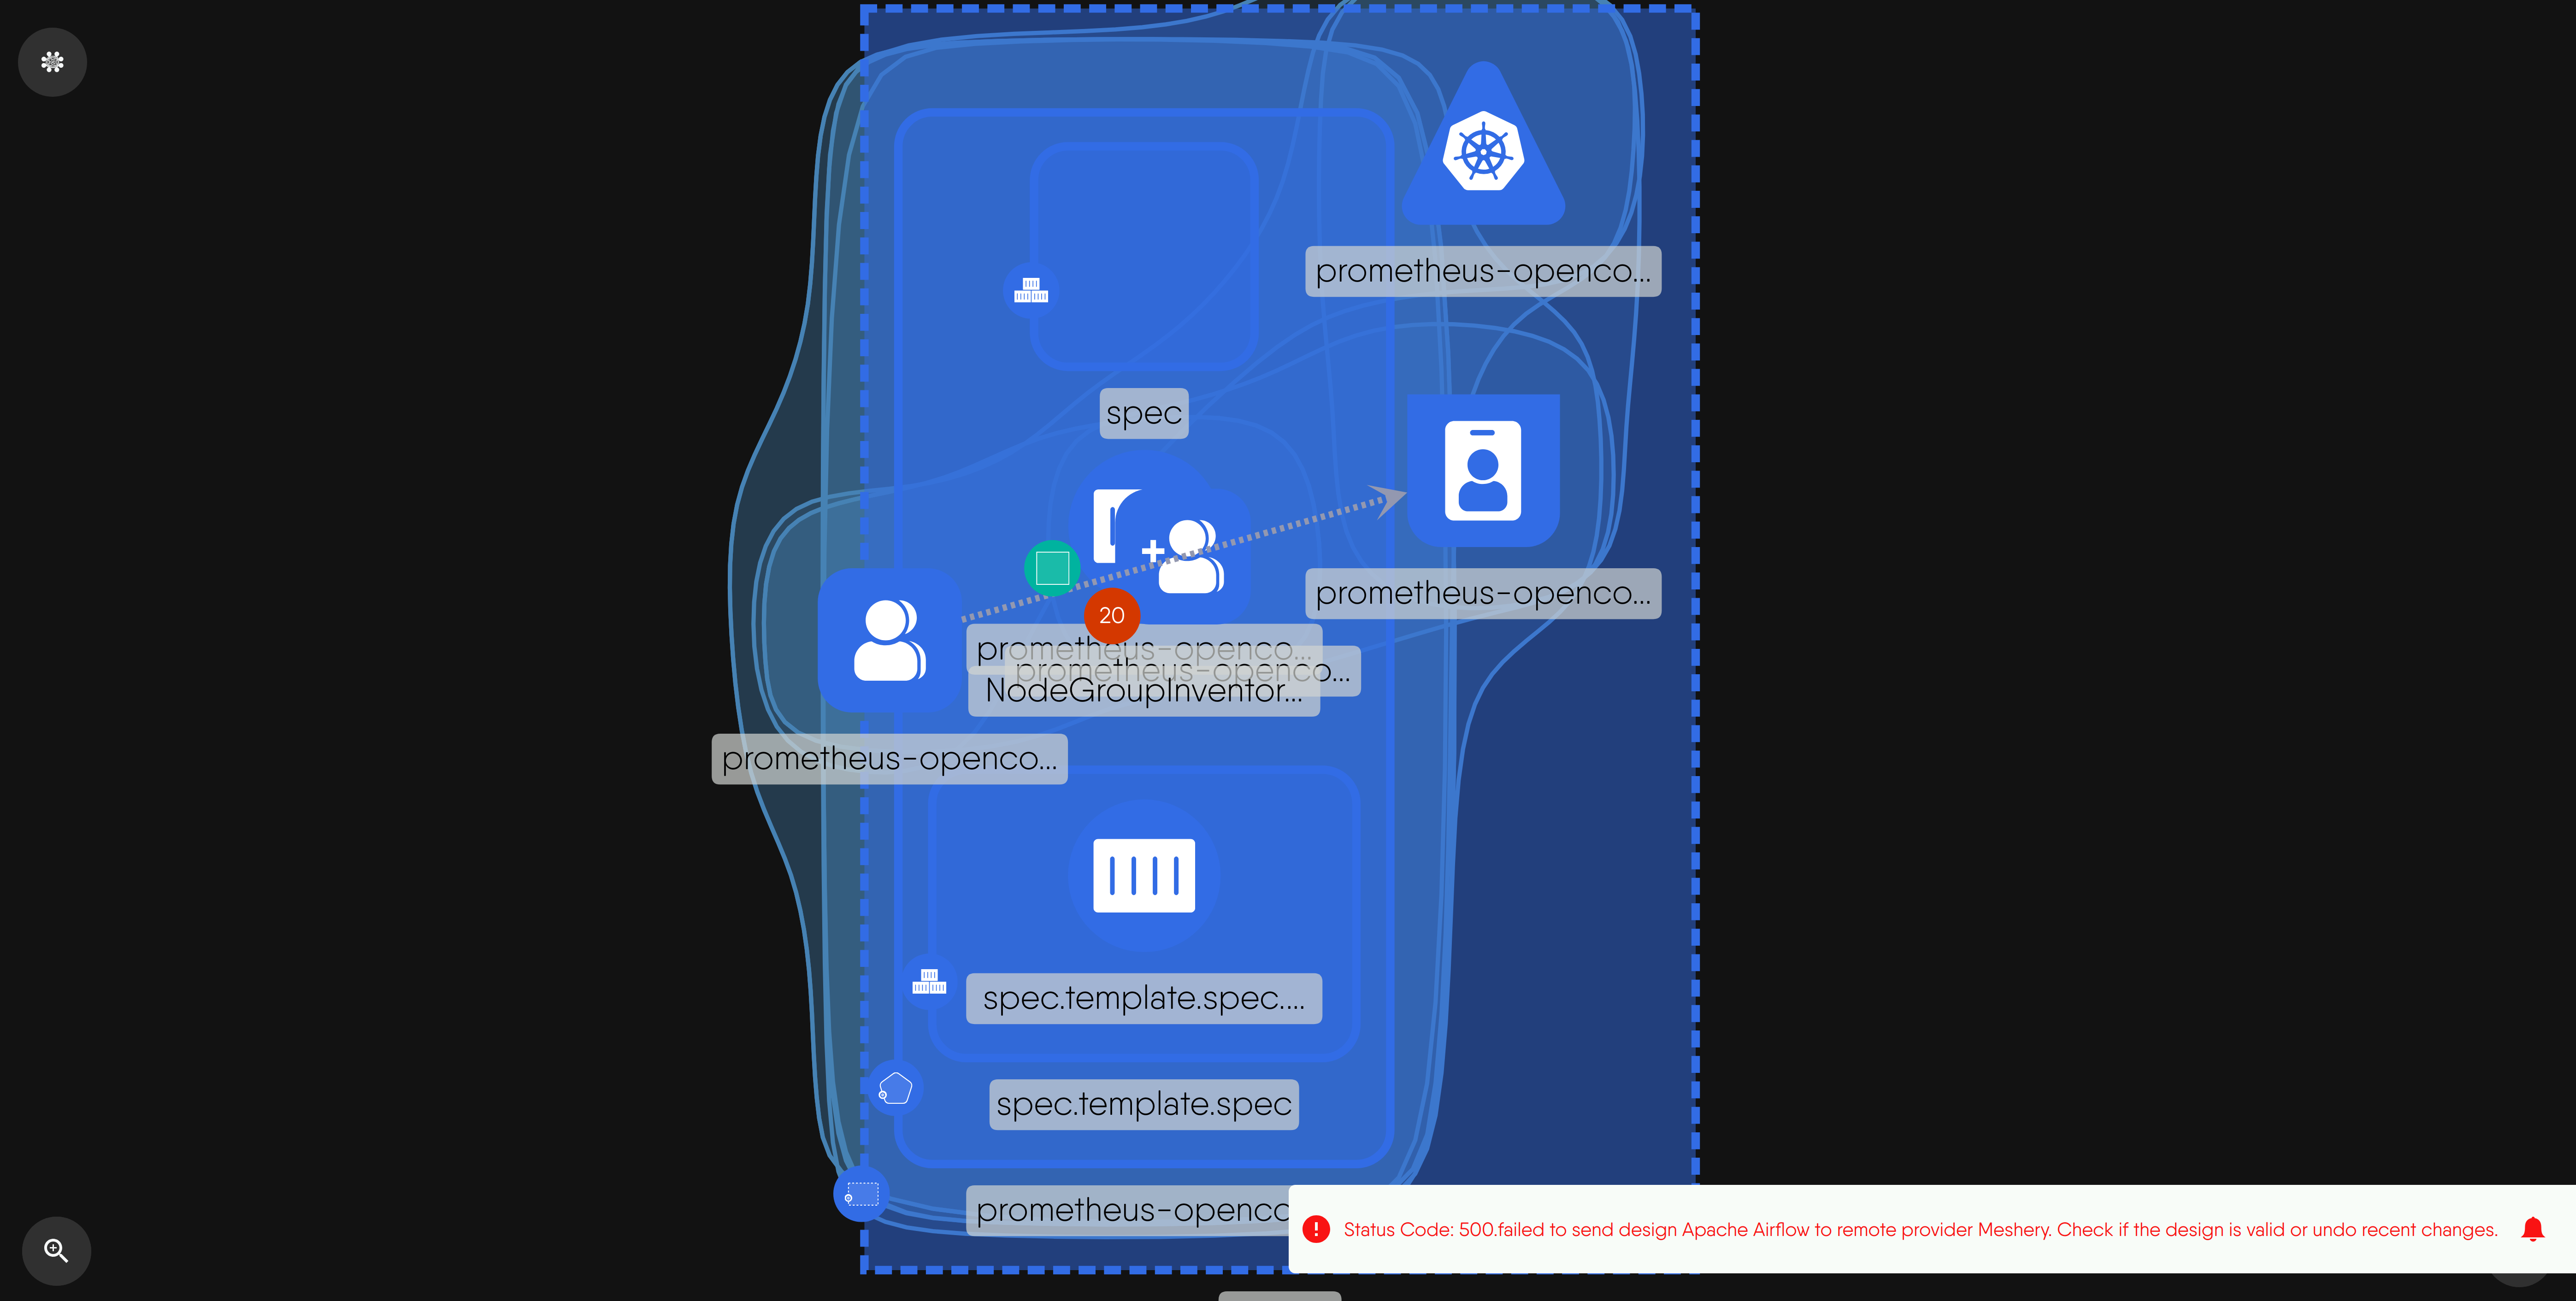 prometheus-openco...
spec
prometheus-openco...
20
prometheus-openco...
prometheus-openco...
NodeGroupInventor...
prometheus-openco...
spec.template.spec....
spec.template.spec
prometheus-openco
Status Code: 500.failed to send design Apache Airflow to remote provider Meshery. Check if the design is valid or undo recent changes.